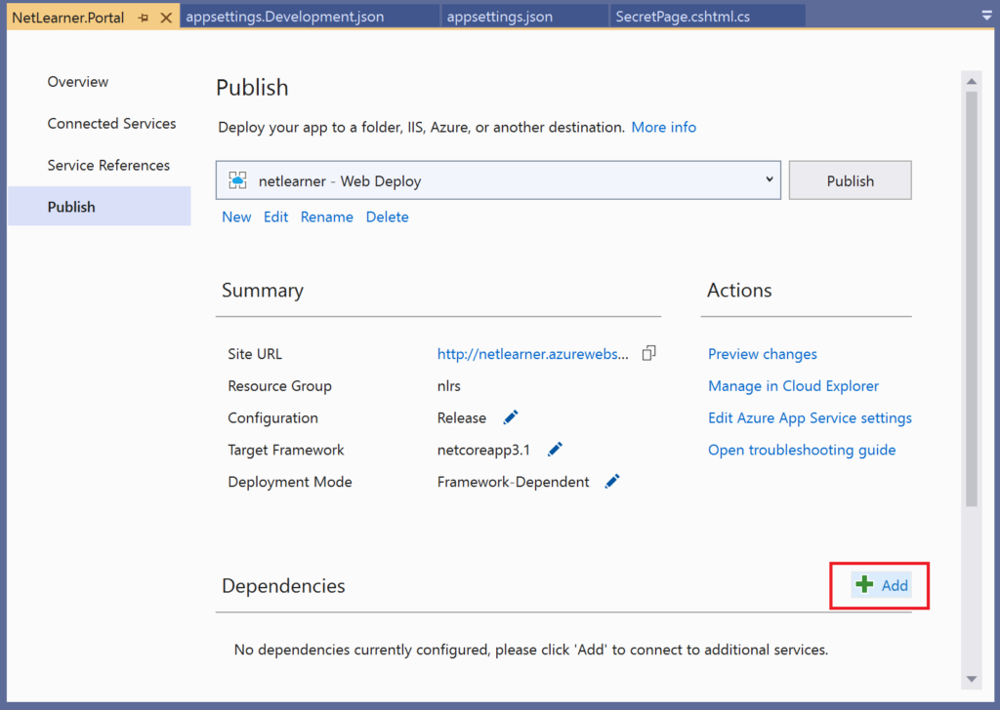 NetLearner.Portal
appsettings.Development.json
appsettings.json
SecretPage.cshtml.cs
Overview
Connected Services
Service References
Publish
Publish
Deploy your app to a folder, IIS, Azure, or another destination. More info
netlearner - Web Deploy
Publish
New Edit Rename Delete
Summary
Site URL http://netlearner.azurewebs...
Resource Group nlrs
Configuration Release
Target Framework netcoreapp3.1
Deployment Mode Framework-Dependent
Actions
Preview changes
Manage in Cloud Explorer
Edit Azure App Service settings
Open troubleshooting guide
Dependencies
Add
No dependencies currently configured, please click 'Add' to connect to additional services.